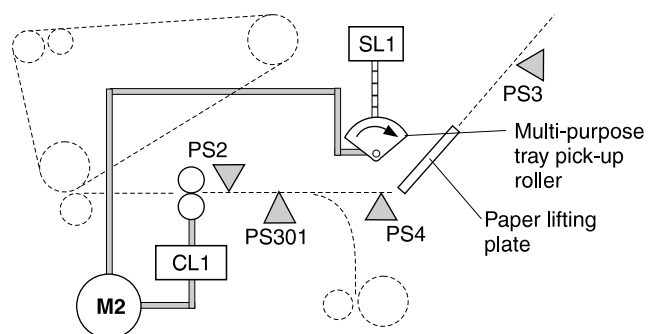 SL1
PS3
Multi-purpose
tray pick-up
roller
PS2
PS301
PS4
Paper lifting
plate
CL1
M2